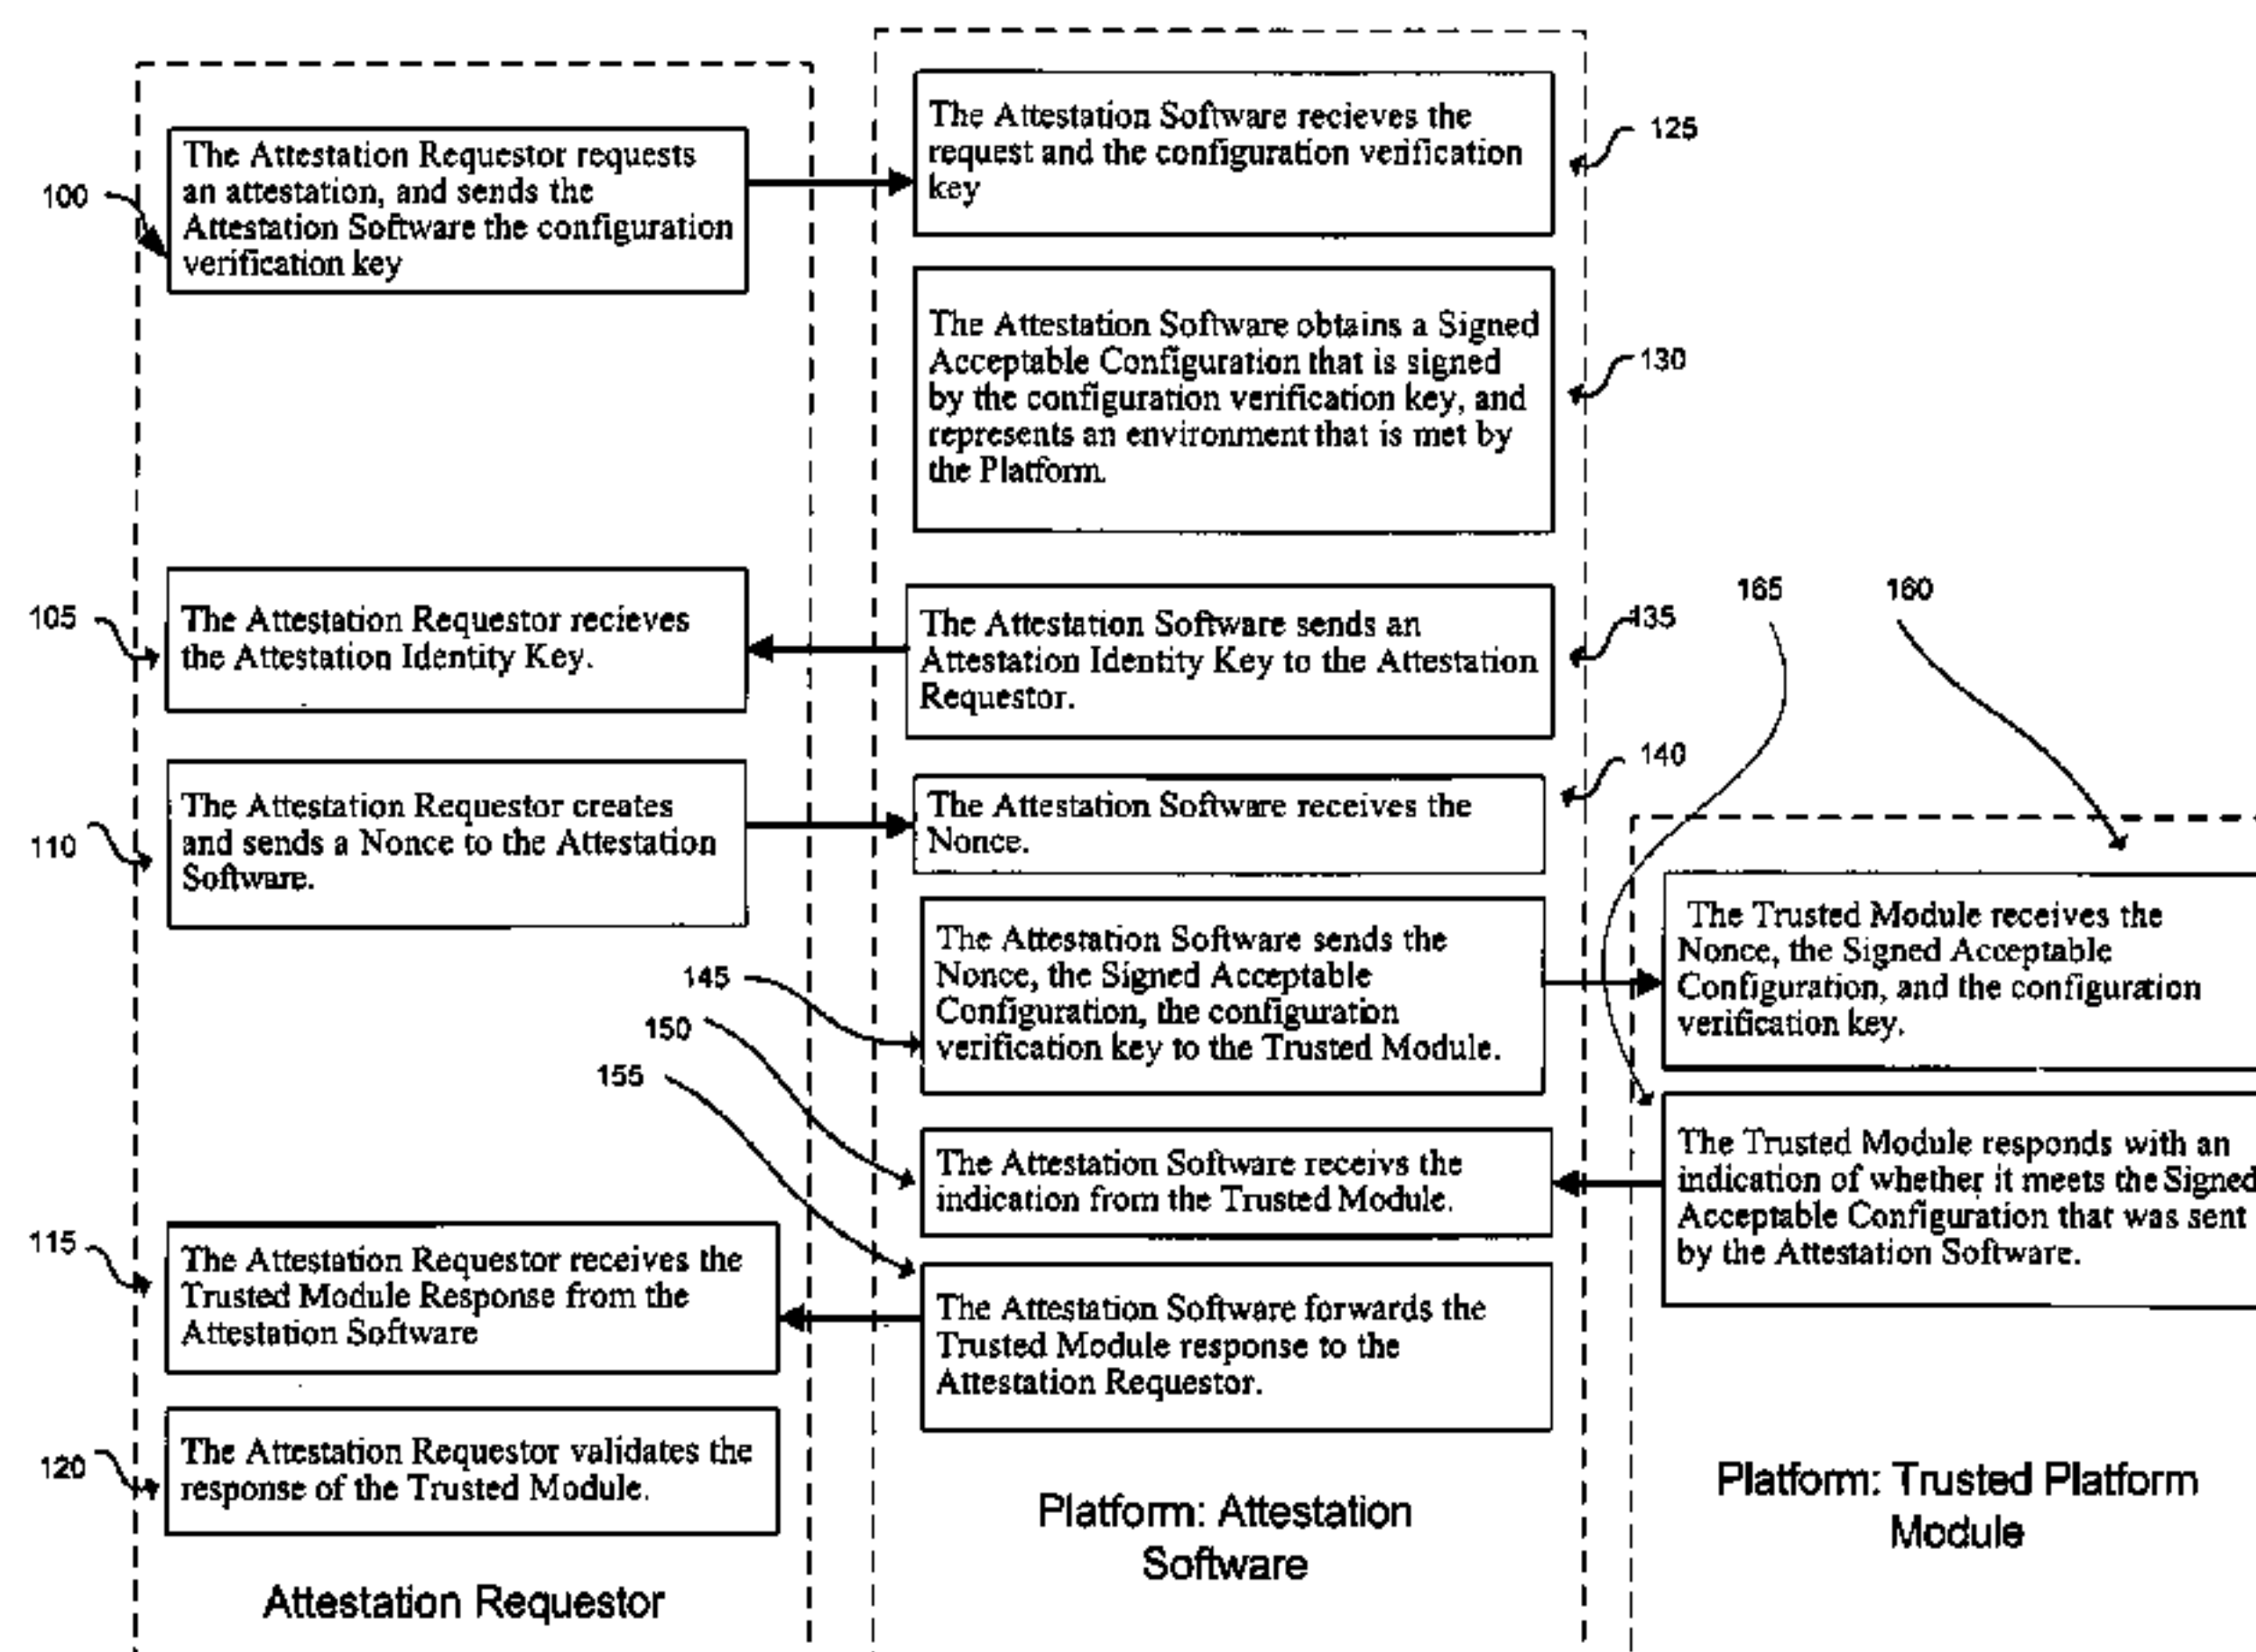 100
The Attestation Requestor requests
an attestation, and sends the
Attestation Software the configuration
verification key
105
The Attestation Requestor recieves
the Attestation Identity Key.
110
The Attestation Requestor creates
and sends a Nonce to the Attestation
Software.
115
The Attestation Requestor receives the
Trusted Module Response from the
Attestation Software
120
The Attestation Requestor validates the
response of the Trusted Module.
Attestation Requestor
The Attestation Software recieves the
request and the configuration verification
key
125
The Attestation Software obtains a Signed
Acceptable Configuration that is signed
by the configuration verification key, and
represents an environment that is met by
the Platform.
130
The Attestation Software sends an
Attestation Identity Key to the Attestation
Requestor.
135
The Attestation Software receives the
Nonce.
140
145
The Attestation Software sends the
Nonce, the Signed Acceptable
Configuration, the configuration
verification key to the Trusted Module.
150
The Attestation Software receivs the
indication from the Trusted Module.
155
The Attestation Software forwards the
Trusted Module response to the
Attestation Requestor.
Platform: Attestation
Software
165
160
The Trusted Module receives the
Nonce, the Signed Acceptable
Configuration, and the configuration
verification key.
The Trusted Module responds with an
indication of whether it meets the Signed
Acceptable Configuration that was sent
by the Attestation Software.
Platform: Trusted Platform
Module